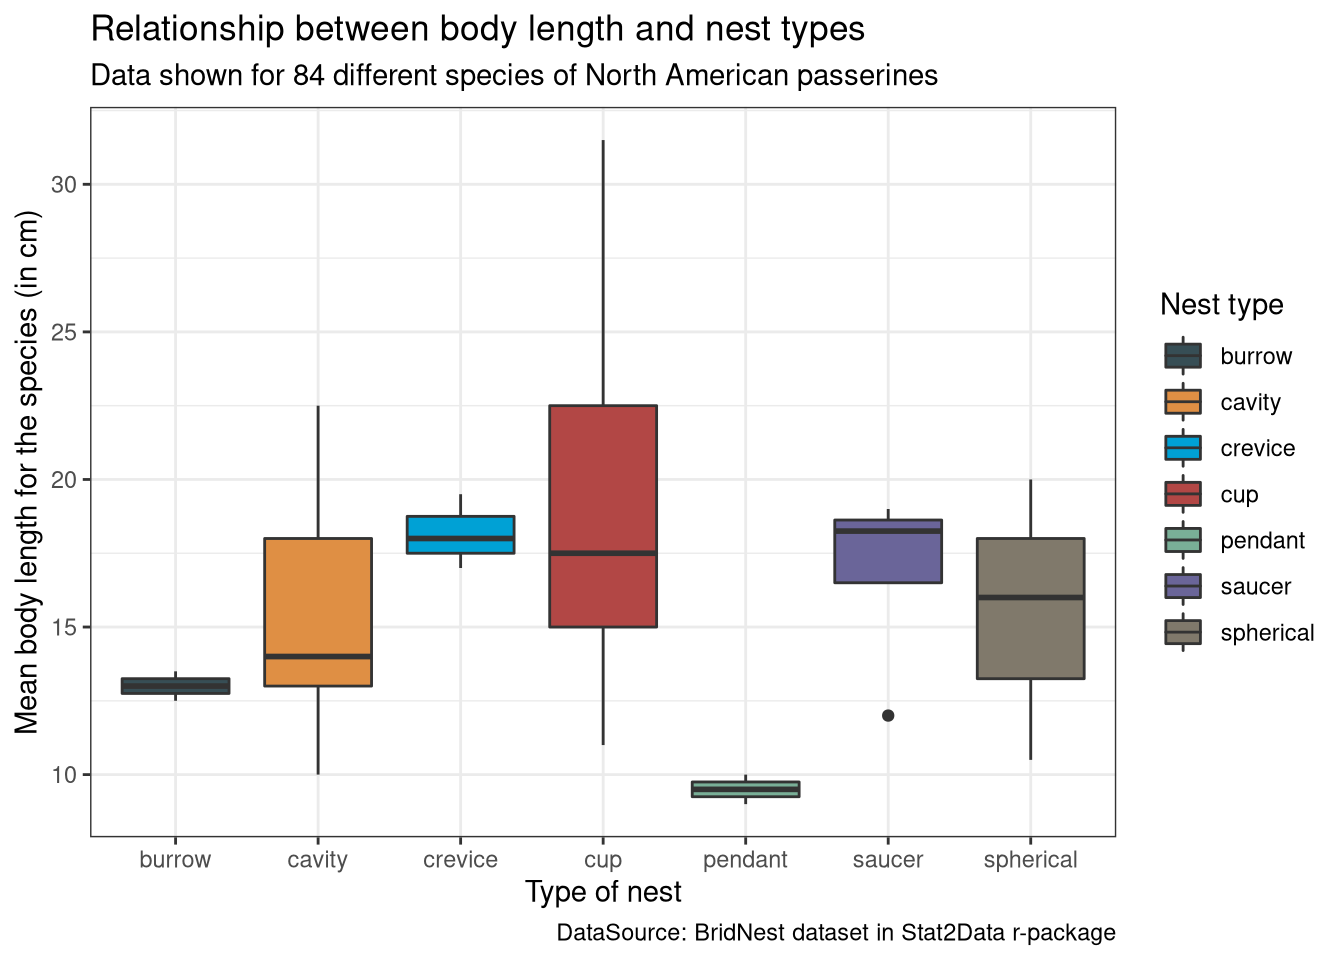 Relationship between body length and nest types
Data shown for 84 different species of North American passerines
Mean body length for the species (in cm)
30
25
20
15
10
burrow cavity crevice cup pendant saucer spherical
Type of nest
Nest type
burrow
cavity
crevice
cup
pendant
saucer
spherical
DataSource: BridNest dataset in Stat2Data r-package